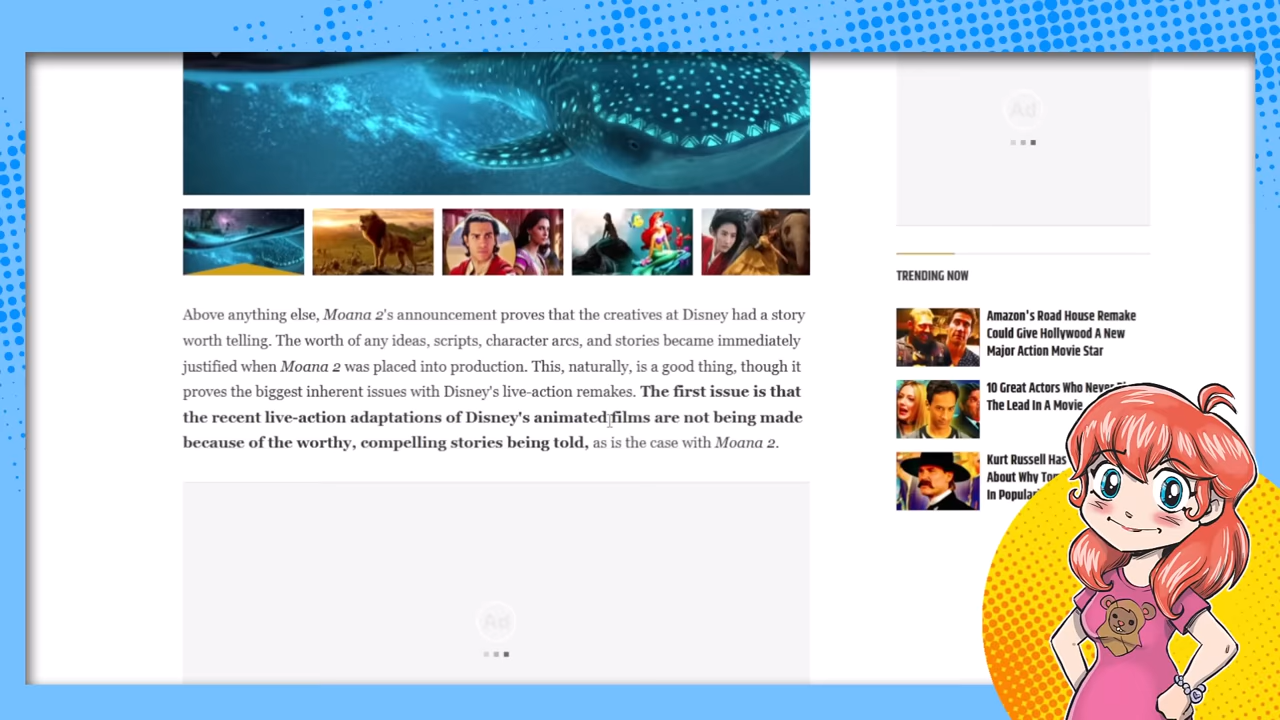 Ad
Above anything else, Moana 2's announcement proves that the creatives at Disney had a story
worth telling. The worth of any ideas, scripts, character arcs, and stories became immediately
justified when Moana 2 was placed into production. This, naturally, is a good thing, though it
proves the biggest inherent issues with Disney's live-action remakes. The first issue is that
the recent live-action adaptations of Disney's animated films are not being made
because of the worthy, compelling stories being told, as is the case with Moana 2.
Ad
TRENDING NOW
Amazon's Road House Remake
Could Give Hollywood A New
Major Action Movie Star
10 Great Actors Who Never
The Lead In A Movie
Kurt Russell Has
About Why
In